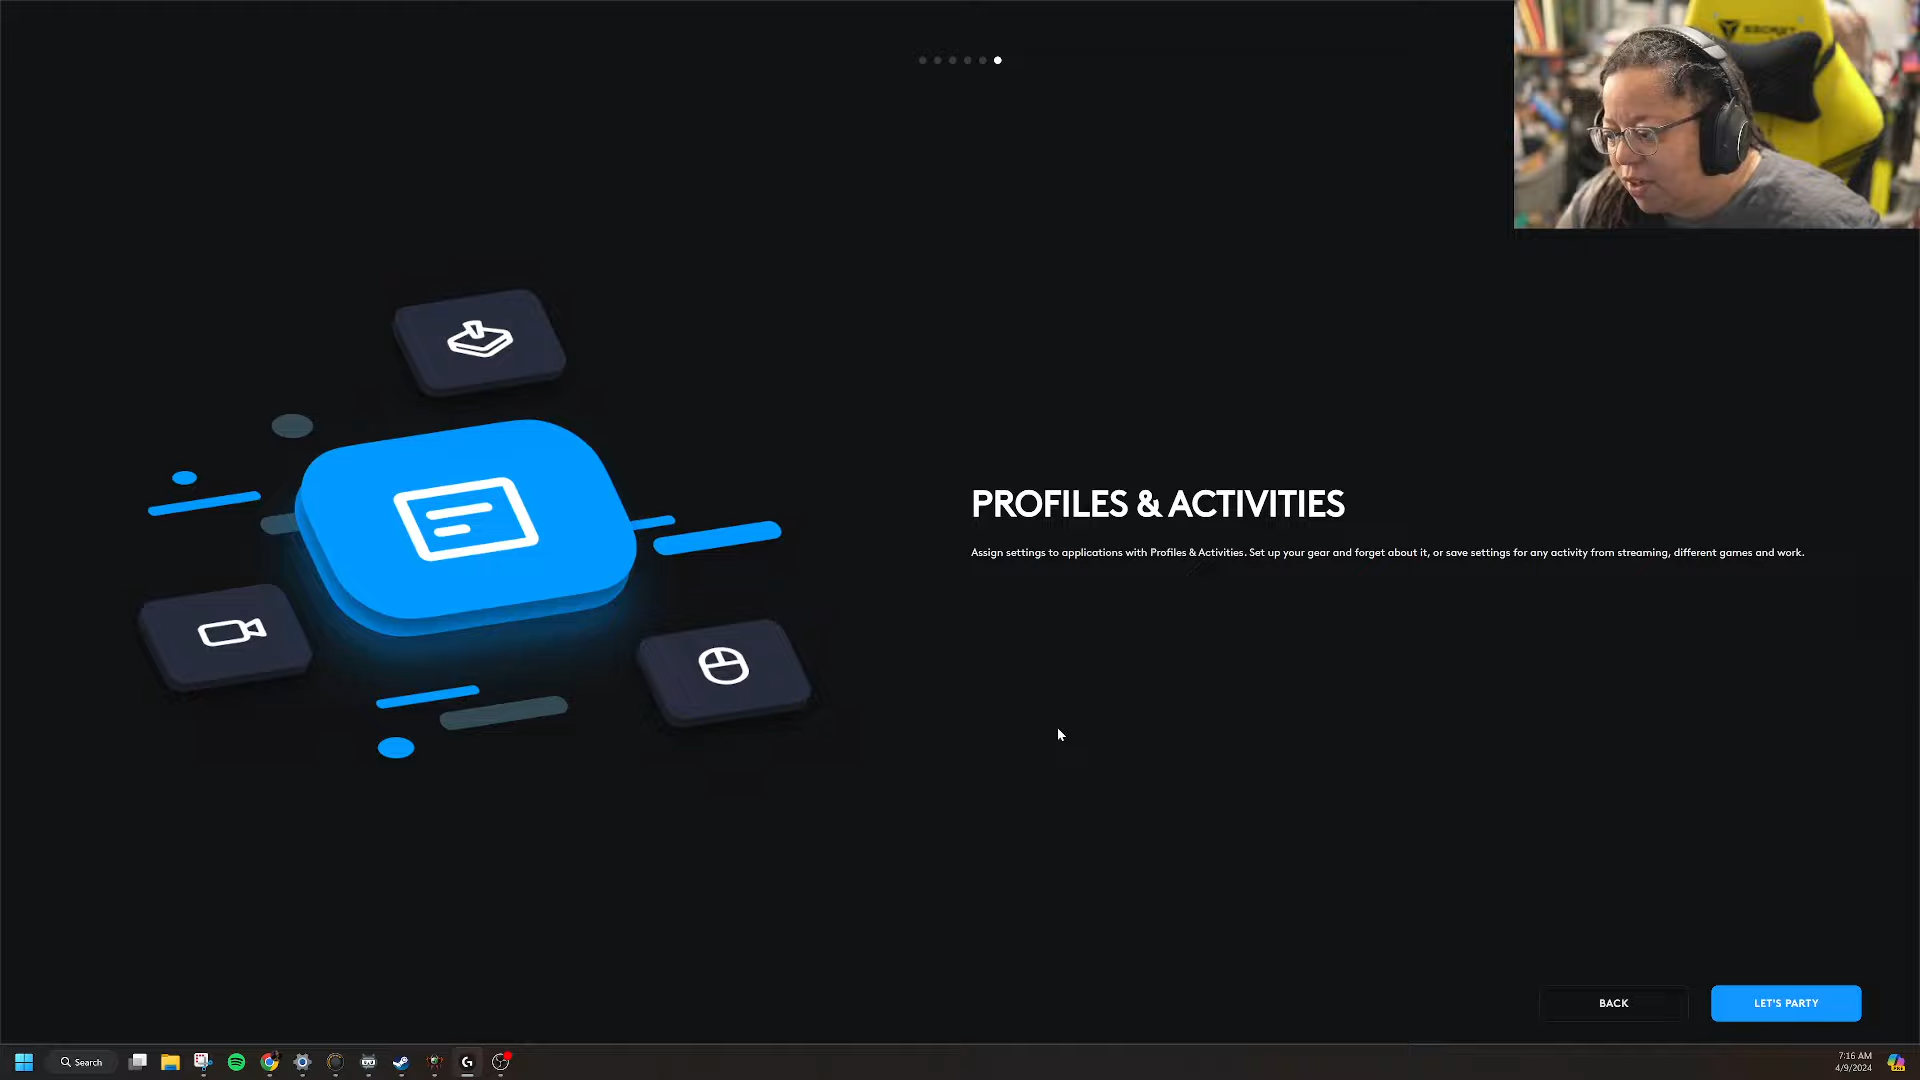 PROFILES & ACTIVITIES
Assign settings to applications with Profiles & Activities. Set up your gear and forget about it, or save settings for any activity from streaming, different games and work.
BACK
LET'S PARTY
Search
7:16 AM
4/9/2024